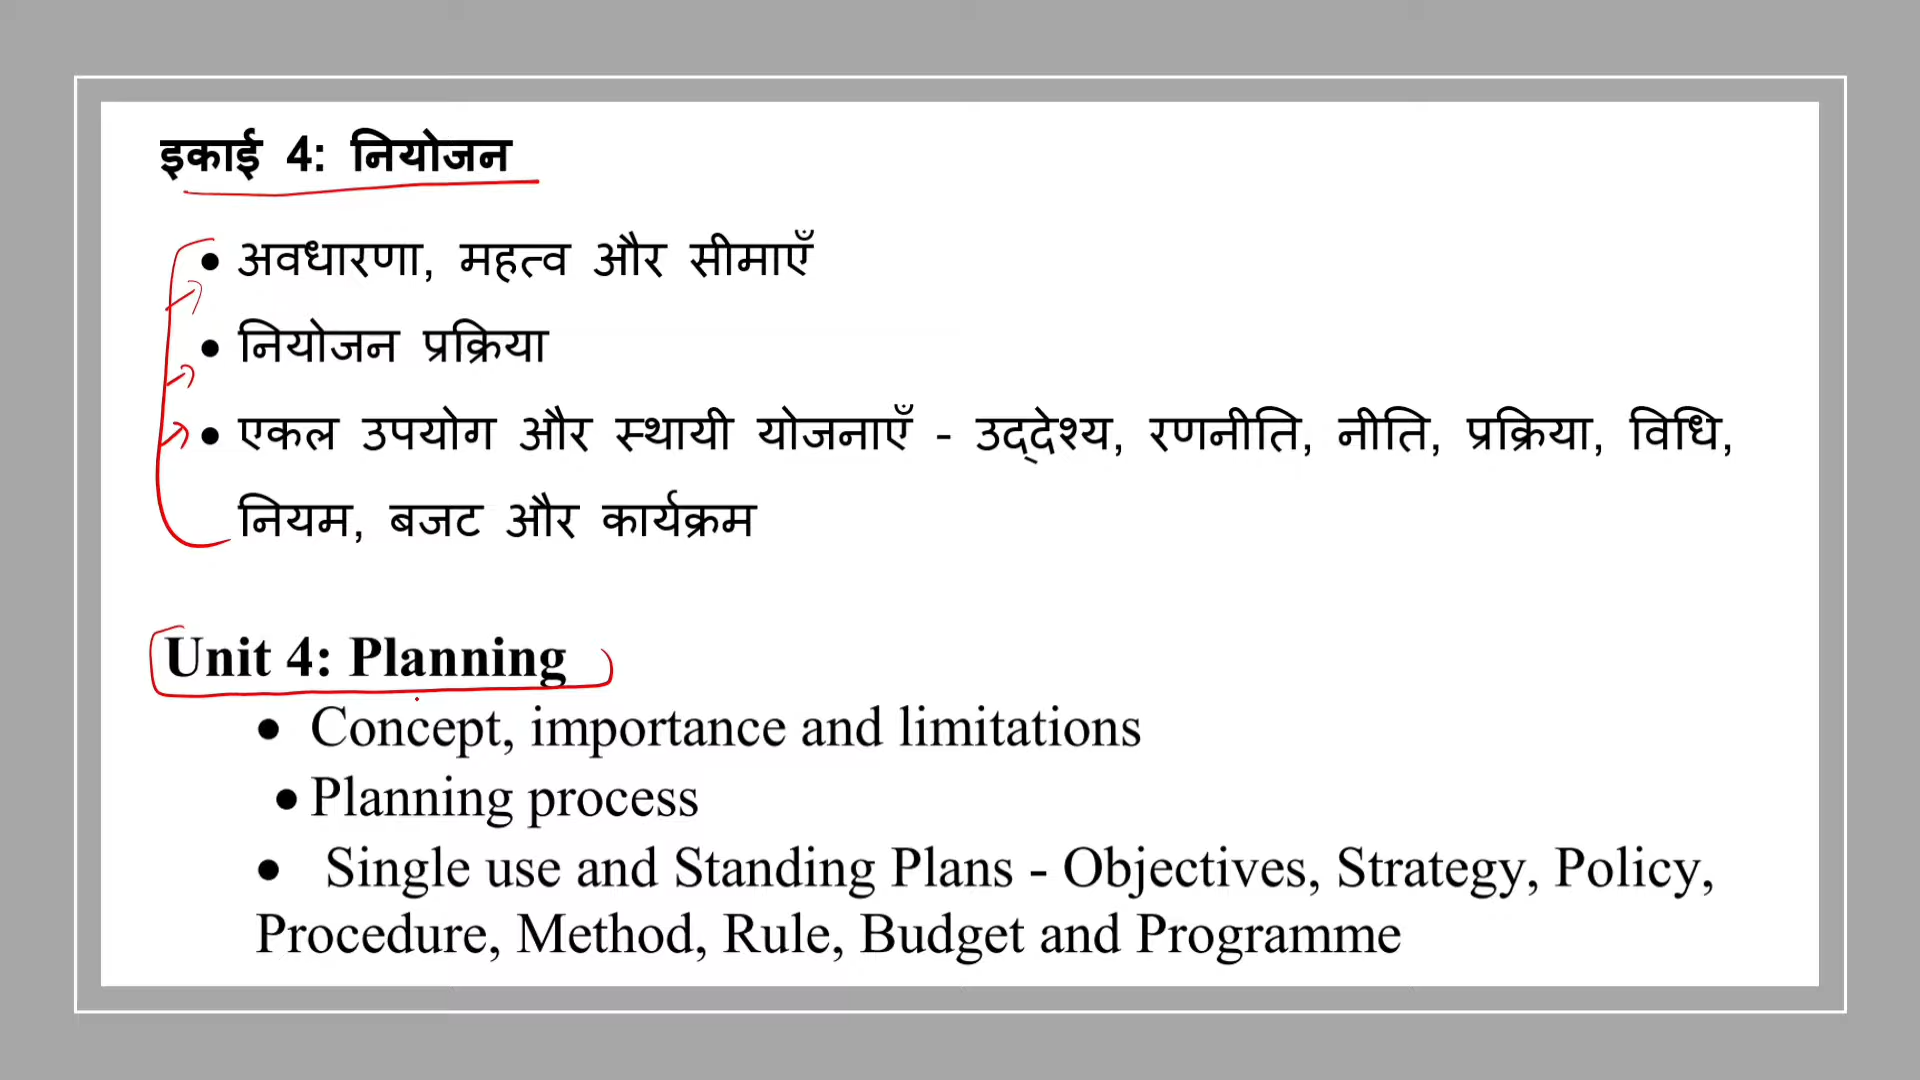 इकाई 4: नियोजन
• अवधारणा, महत्व और सीमाएँ
• नियोजन प्रक्रिया
• एकल उपयोग और स्थायी योजनाएँ - उद्देश्य, रणनीति, नीति, प्रक्रिया, विधि,
नियम, बजट और कार्यक्रम
Unit 4: Planning
• Concept, importance and limitations
• Planning process
• Single use and Standing Plans - Objectives, Strategy, Policy,
Procedure, Method, Rule, Budget and Programme